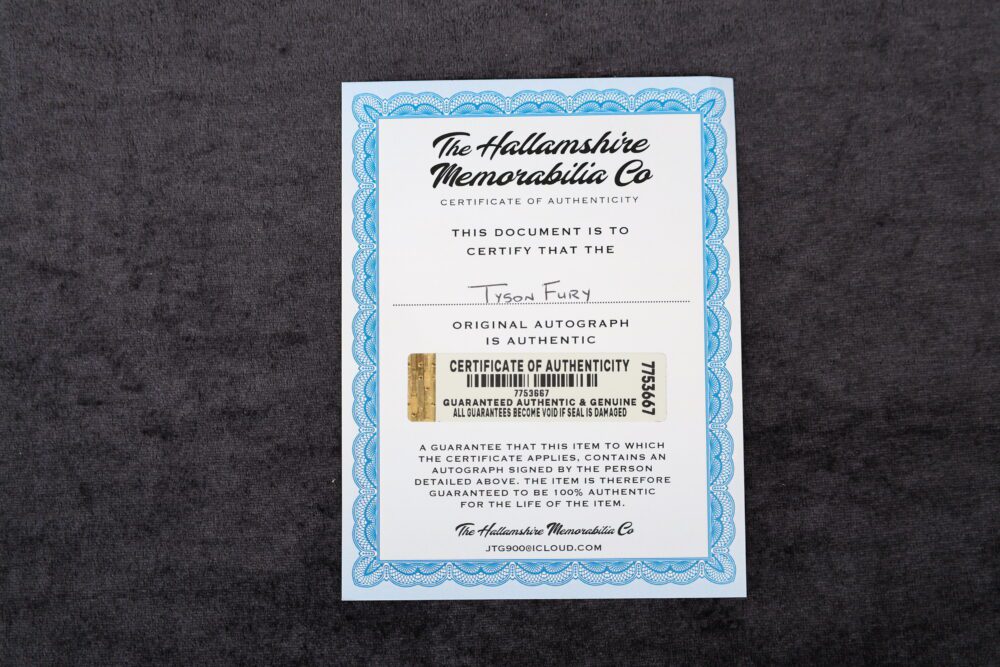 The Hallamshire
Memorabilia Co
CERTIFICATE OF AUTHENTICITY
THIS DOCUMENT IS TO
CERTIFY THAT THE
TYSON FURY
ORIGINAL AUTOGRAPH
IS AUTHENTIC
CERTIFICATE OF AUTHENTICITY
7753667
GUARANTEED AUTHENTIC & GENUINE
ALL GUARANTEES BECOME VOID IF SEAL IS DAMAGED
7753667
A GUARANTEE THAT THIS ITEM TO WHICH
THE CERTIFICATE APPLIES, CONTAINS AN
AUTOGRAPH SIGNED BY THE PERSON
DETAILED ABOVE. THE ITEM IS THEREFORE
GUARANTEED TO BE 100% AUTHENTIC
FOR THE LIFE OF THE ITEM.
The Hallamshire Memorabilia Co
JTG900@ICLOUD.COM